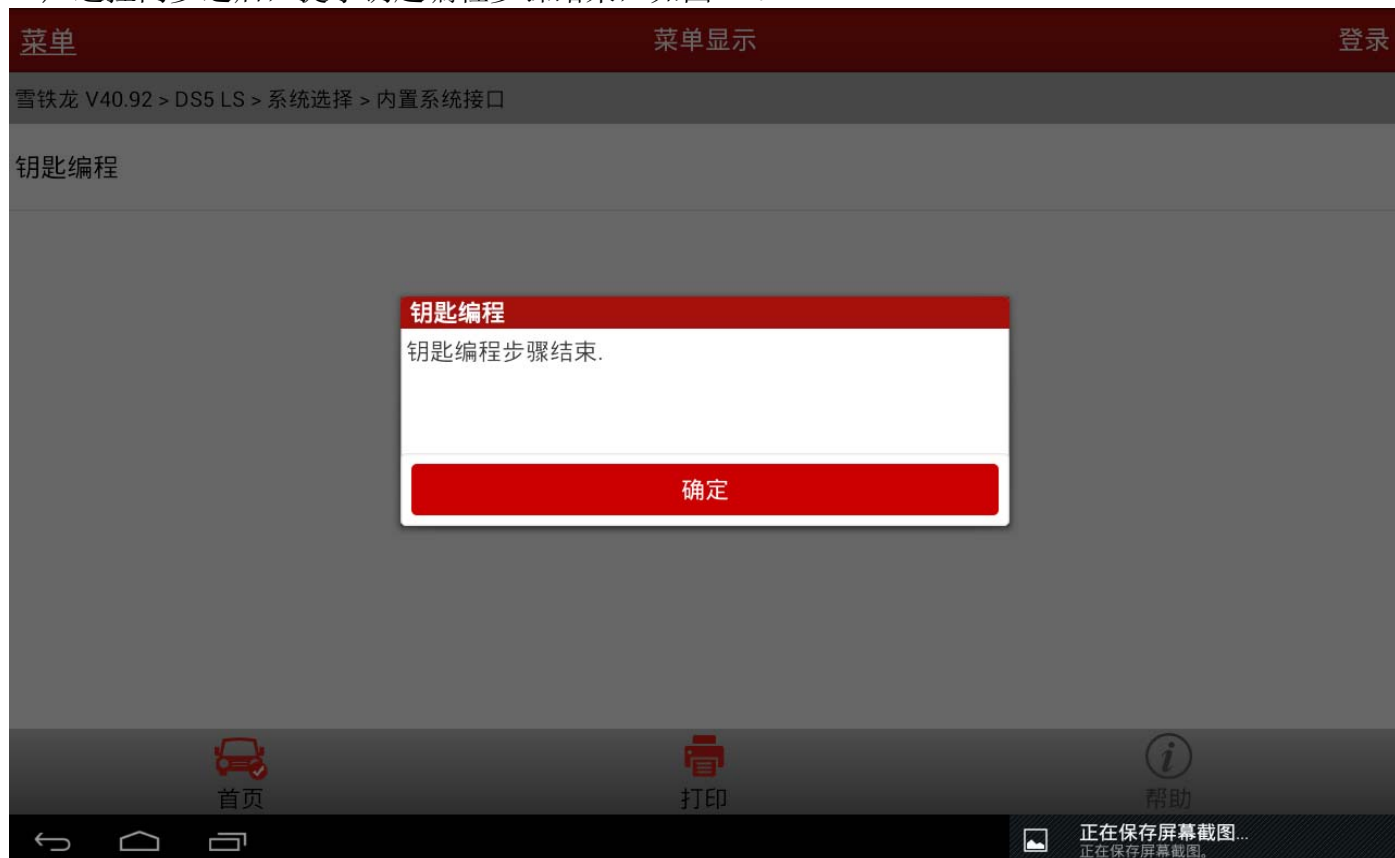 菜单
菜单显示
登录
雪铁龙 V40.92 > DS5 LS > 系统选择 > 内置系统接口
钥匙编程
钥匙编程
钥匙编程步骤结束.
确定
首页
打印
帮助
正在保存屏幕截图...
正在保存屏幕截图。